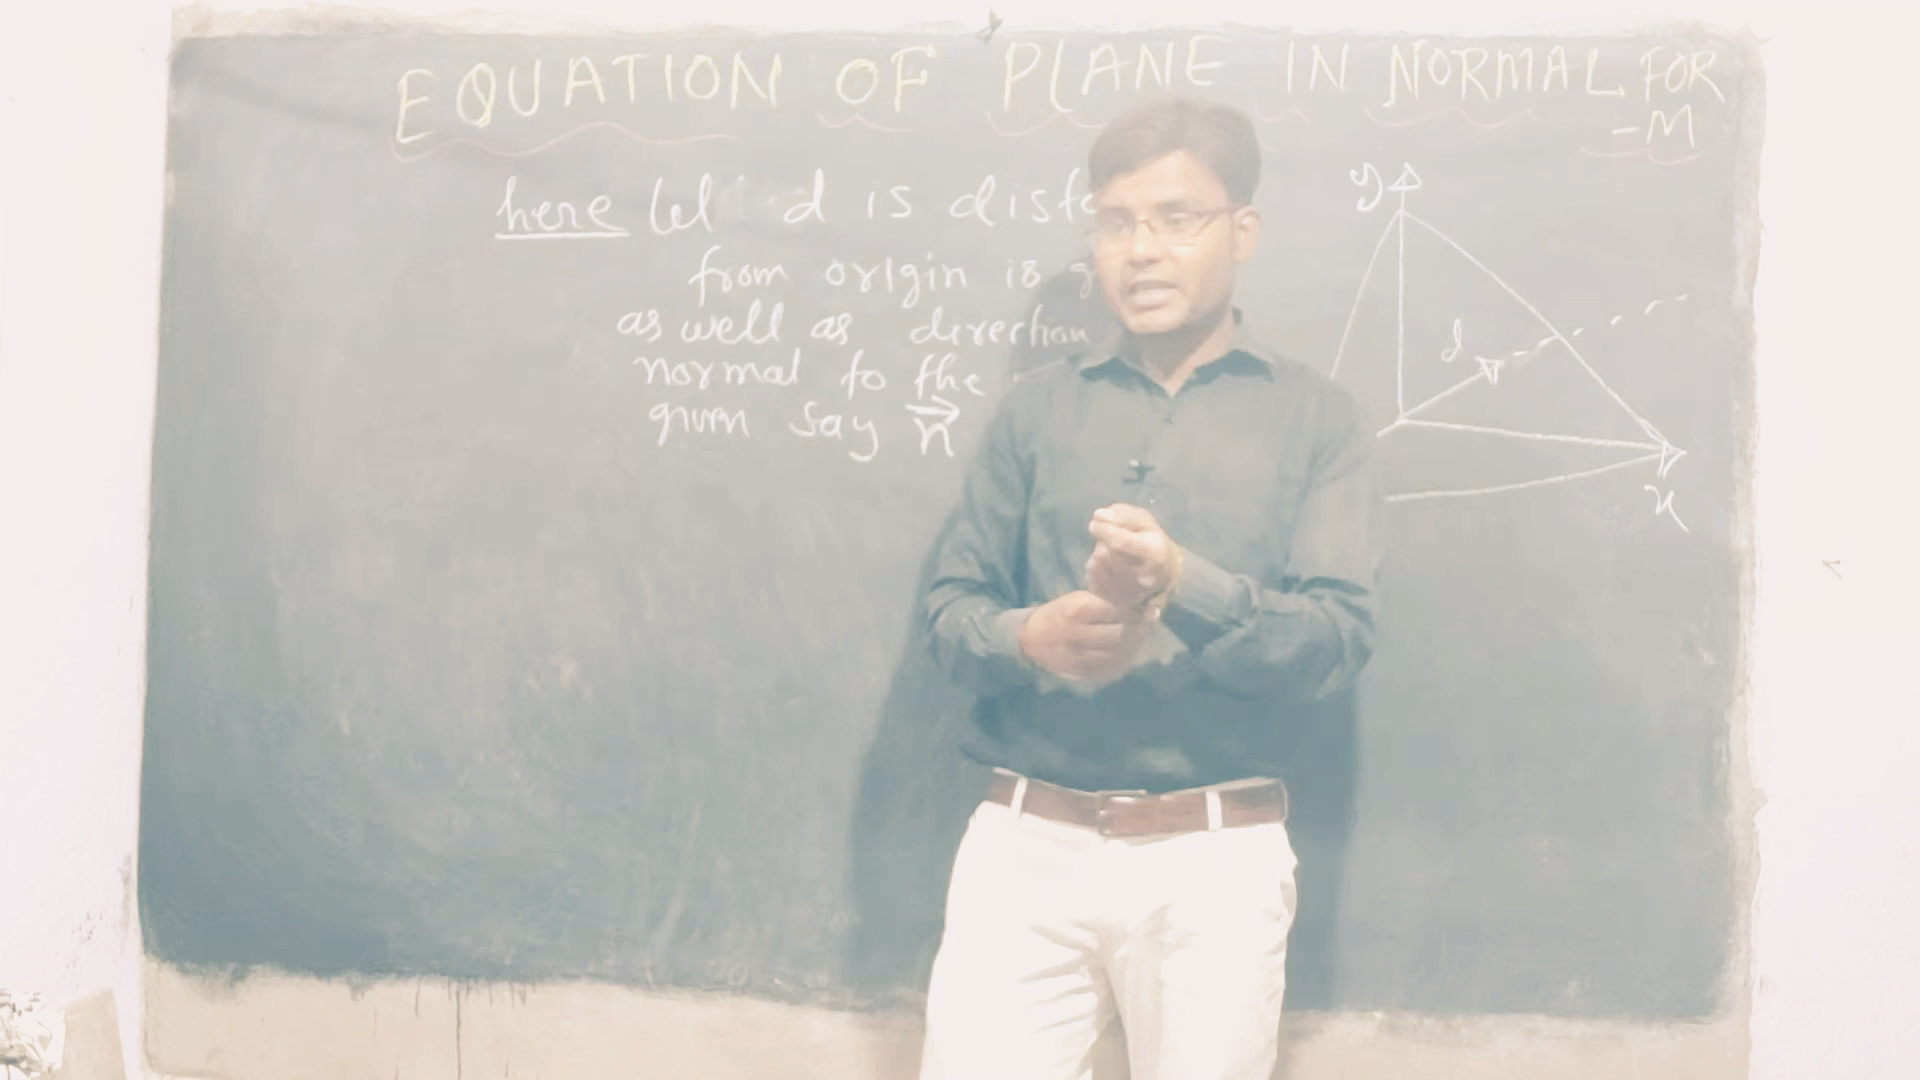 EQUATION OF PLANE IN NORMAL FOR
-M
here let d is
from origin is
as well as direction
normal to the
given say n
y
d
x